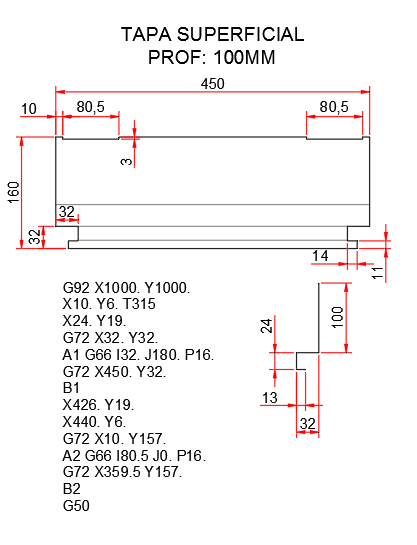 TAPA SUPERFICIAL
PROF: 100MM
450
10
80,5
80,5
3
160
32
32
14
11
G92 X1000. Y1000.
X10. Y6. T315
X24. Y19.
G72 X32. Y32.
A1 G66 I32. J180. P16.
G72 X450. Y32.
B1
X426. Y19.
X440. Y6.
G72 X10. Y157.
A2 G66 I80.5 J0. P16.
G72 X359.5 Y157.
B2
G50
100
24
13
32